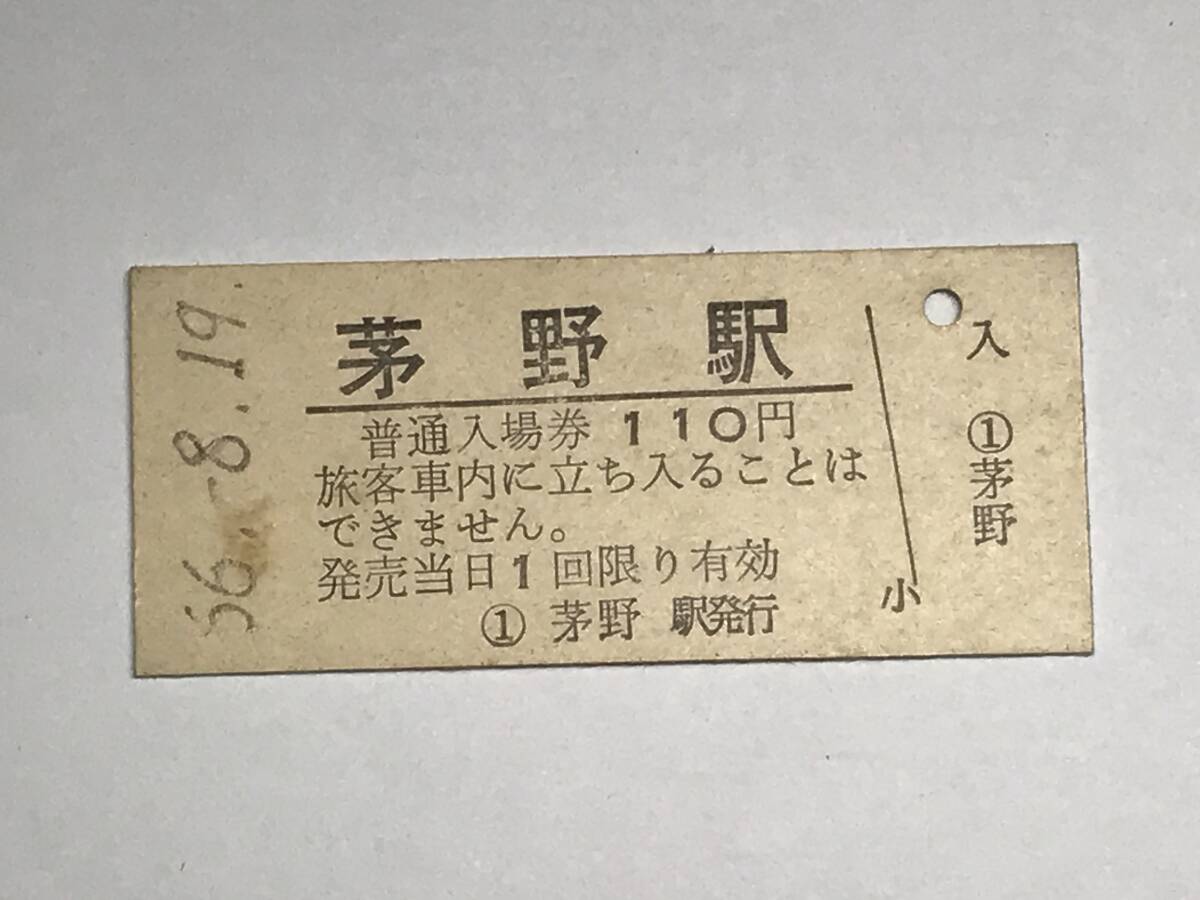 56.-8.19.
茅野駅
普通入場券 110円
旅客車内に立ち入ることは
できません。
発売当日1回限り有効
① 茅野 駅発行
小
入
①
茅野